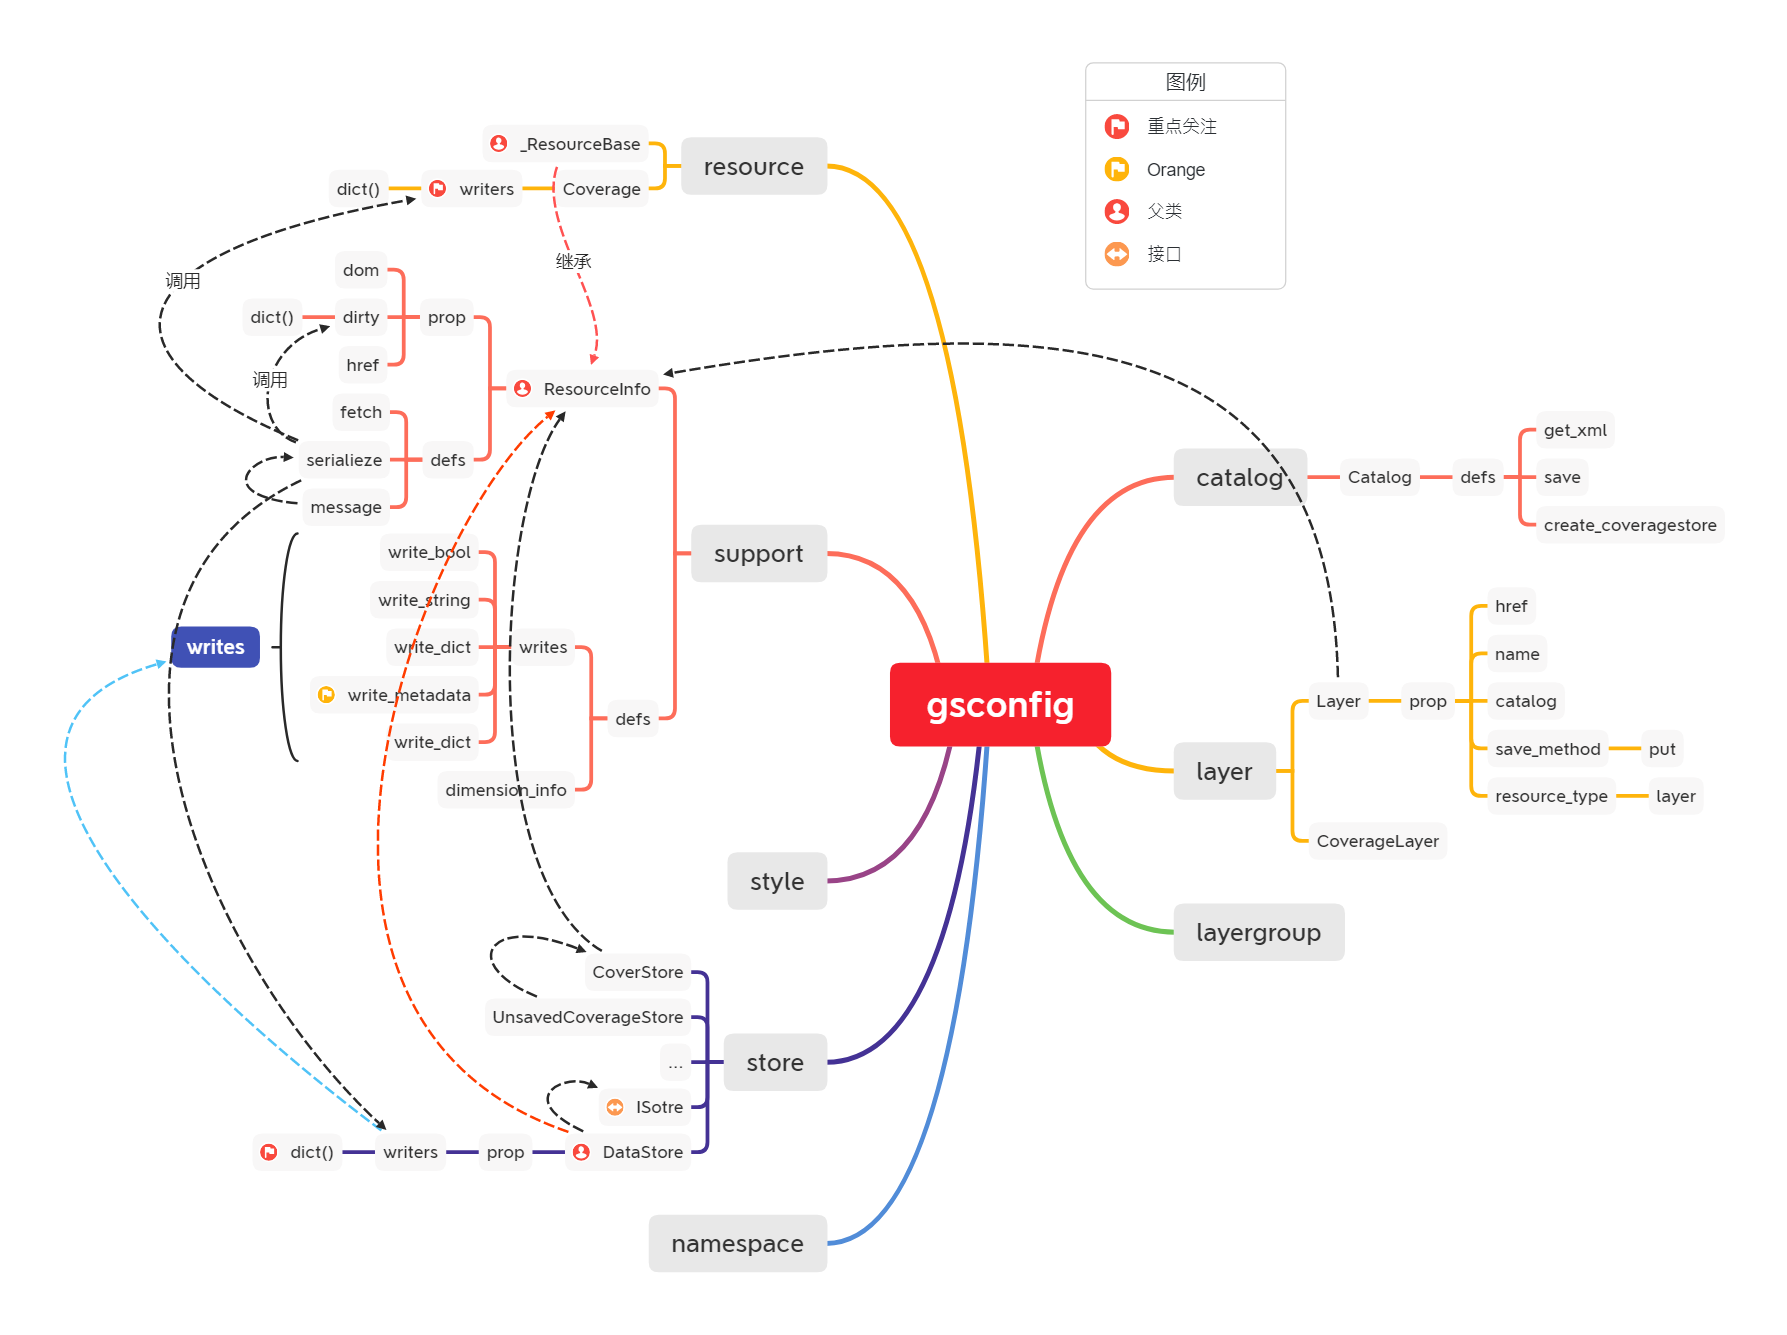 图例
重点关注
Orange
父类
接口
_ResourceBase
resource
dict()
writers
Coverage
继承
调用
dom
dict()
dirty
prop
href
调用
ResourceInfo
fetch
serialieze
defs
message
support
write_bool
write_string
write_dict
writes
write_metadata
write_dict
defs
dimension_info
writes
gsconfig
catalog
Catalog
defs
get_xml
save
create_coveragestore
layer
Layer
prop
href
name
catalog
save_method
put
resource_type
layer
CoverageLayer
layergroup
style
CoverStore
UnsavedCoverageStore
...
store
ISotre
dict()
writers
prop
DataStore
namespace